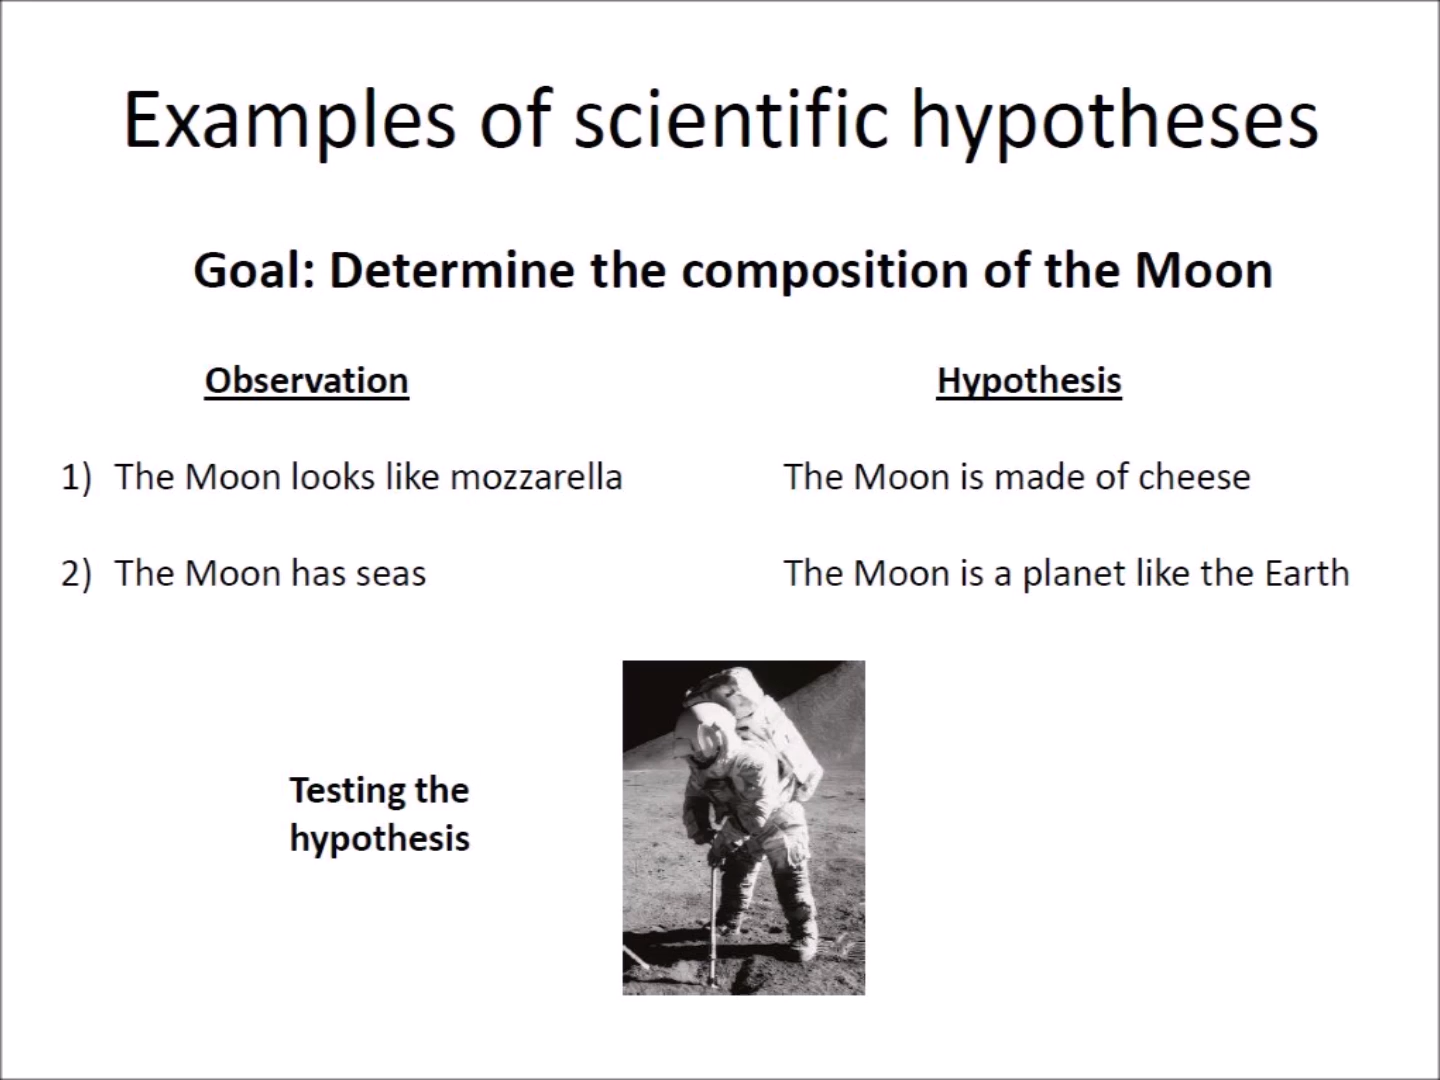 Examples of scientific hypotheses
Goal: Determine the composition of the Moon
Observation Hypothesis
1) The Moon looks like mozzarella The Moon is made of cheese
2) The Moon has seas The Moon is a planet like the Earth
Testing the
hypothesis